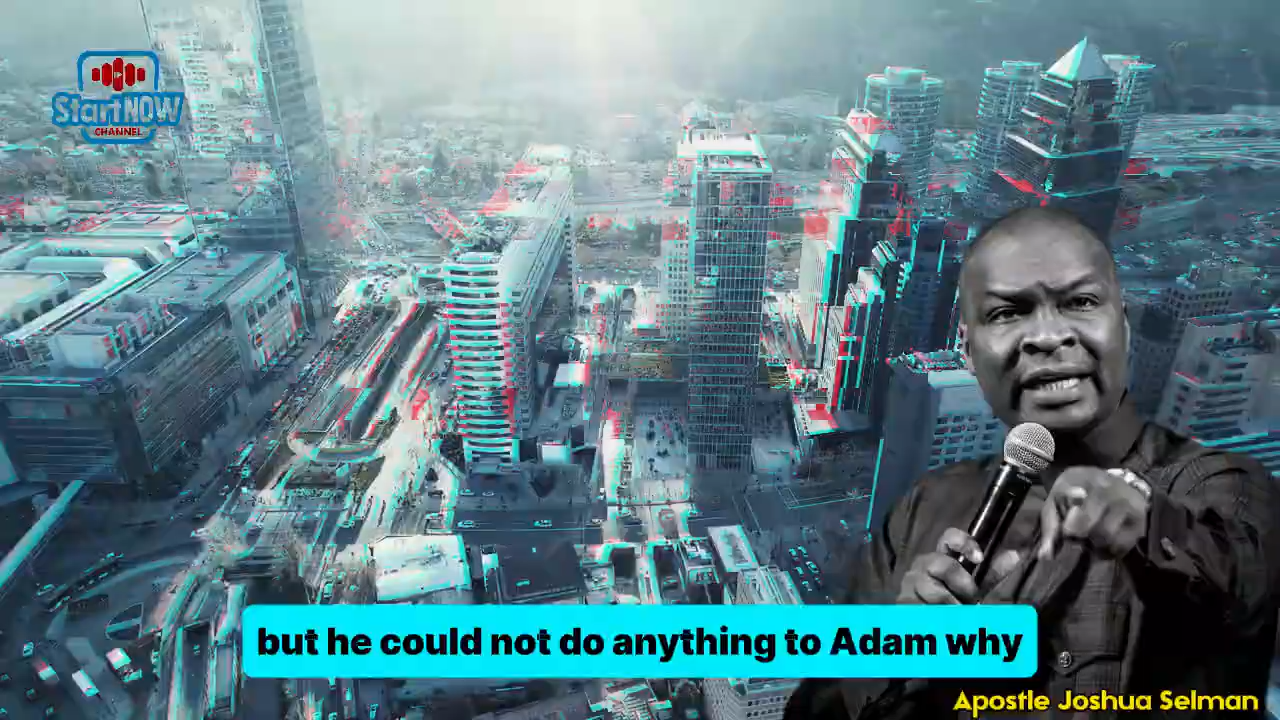 StartNOW
CHANNEL
but he could not do anything to Adam why
Apostle Joshua Selman